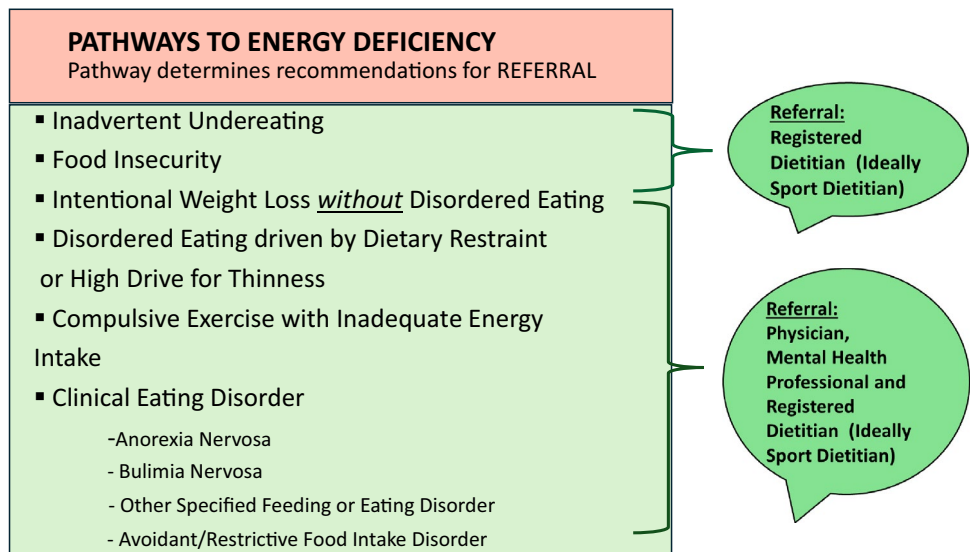 PATHWAYS TO ENERGY DEFICIENCY
Pathway determines recommendations for REFERRAL
▪ Inadvertent Undereating
▪ Food Insecurity
▪ Intentional Weight Loss without Disordered Eating
▪ Disordered Eating driven by Dietary Restraint
or High Drive for Thinness
▪ Compulsive Exercise with Inadequate Energy
Intake
▪ Clinical Eating Disorder
-Anorexia Nervosa
- Bulimia Nervosa
- Other Specified Feeding or Eating Disorder
- Avoidant/Restrictive Food Intake Disorder
Referral:
Registered
Dietitian (Ideally
Sport Dietitian)
Referral:
Physician,
Mental Health
Professional and
Registered
Dietitian (Ideally
Sport Dietitian)